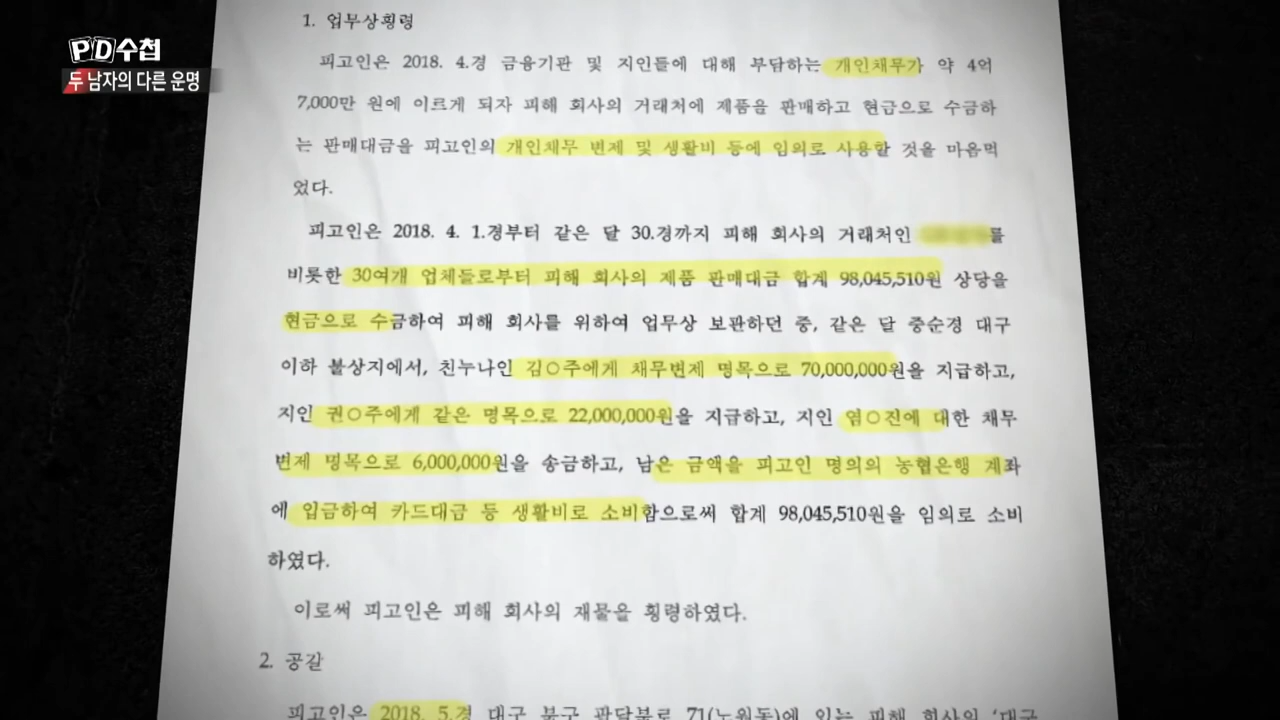 PD수첩
두 남자의 다른 운명
1. 업무상횡령
피고인은 2018. 4.경 금융기관 및 지인들에 대해 부담하는 개인채무가 약 4억
7,000만 원에 이르게 되자 피해 회사의 거래처에 제품을 판매하고 현금으로 수금하
는 판매대금을 피고인의 개인채무 변제 및 생활비 등에 임의로 사용할 것을 마음먹
었다.
피고인은 2018. 4. 1.경부터 같은 달 30.경까지 피해 회사의 거래처인 를
비롯한 30여개 업체들로부터 피해 회사의 제품 판매대금 합계 98,045,510원 상당을
현금으로 수금하여 피해 회사를 위하여 업무상 보관하던 중, 같은 달 중순경 대구
이하 불상지에서, 친누나인 김○주에게 채무변제 명목으로 70,000,000원을 지급하고,
지인 권○주에게 같은 명목으로 22,000,000원을 지급하고, 지인 염○진에 대한 채무
변제 명목으로 6,000,000원을 송금하고, 남은 금액을 피고인 명의의 농협은행 계좌
에 입금하여 카드대금 등 생활비로 소비함으로써 합계 98,045,510원을 임의로 소비
하였다.
이로써 피고인은 피해 회사의 재물을 횡령하였다.
2. 공갈
피고인은 2018. 5.경 대구 북구 팔달북로 71(노원동)에 있는 피해 회사의 '대구